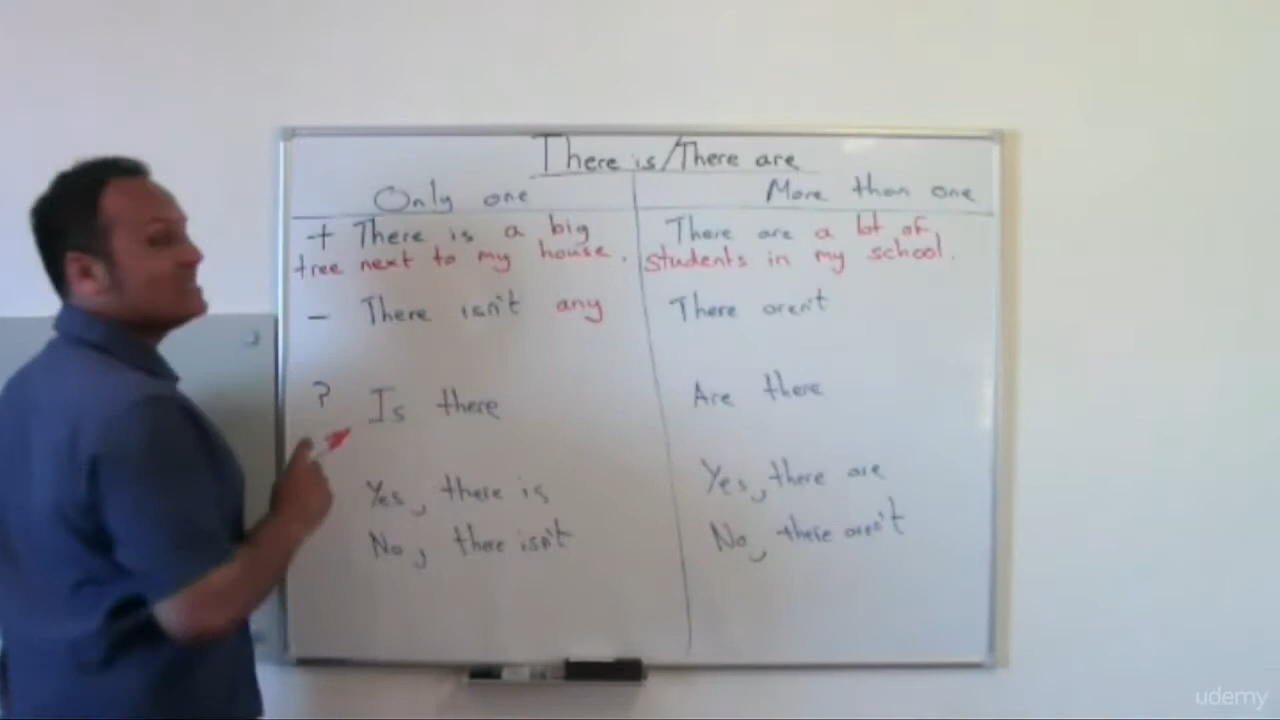 There is/There are
Only one
More than one
+ There is a big
tree next to my house.
There are a lot of
students in my school.
- There isn't any
There aren't
? Is there
Are there
Yes, there is
Yes, there are
No, there isn't
No, there aren't
udemy